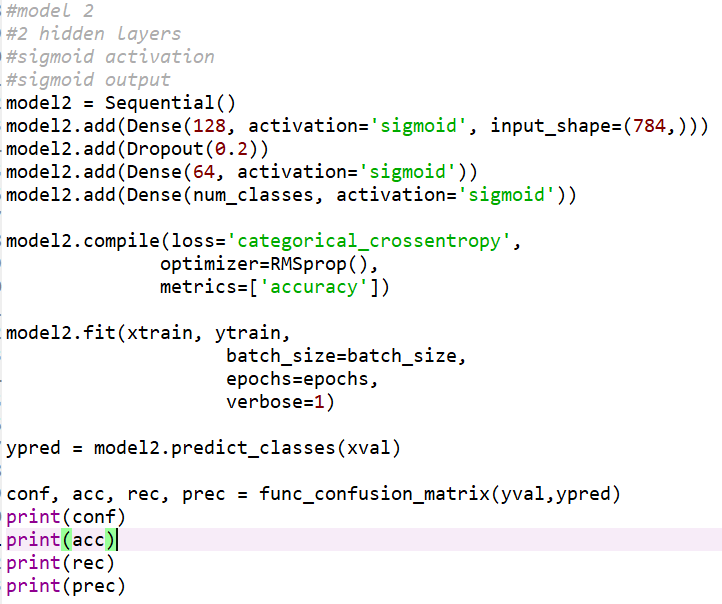 #model 2
#2 hidden layers
#sigmoid activation
#sigmoid output
model2 = Sequential()
model2.add(Dense(128, activation='sigmoid', input_shape=(784,)))
model2.add(Dropout(0.2))
model2.add(Dense(64, activation='sigmoid'))
model2.add(Dense(num_classes, activation='sigmoid'))

model2.compile(loss='categorical_crossentropy',
              optimizer=RMSprop(),
              metrics=['accuracy'])

model2.fit(xtrain, ytrain,
                    batch_size=batch_size,
                    epochs=epochs,
                    verbose=1)

ypred = model2.predict_classes(xval)

conf, acc, rec, prec = func_confusion_matrix(yval,ypred)
print(conf)
print(acc)
print(rec)
print(prec)